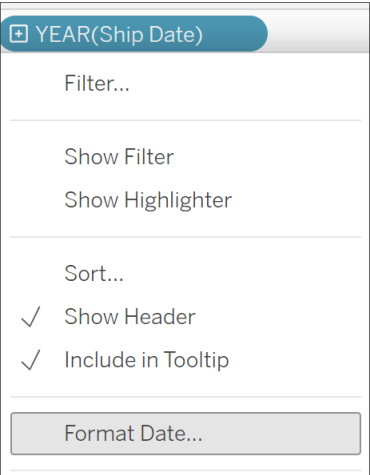 YEAR(Ship Date)
Filter...
Show Filter
Show Highlighter
Sort...
Show Header
Include in Tooltip
Format Date...